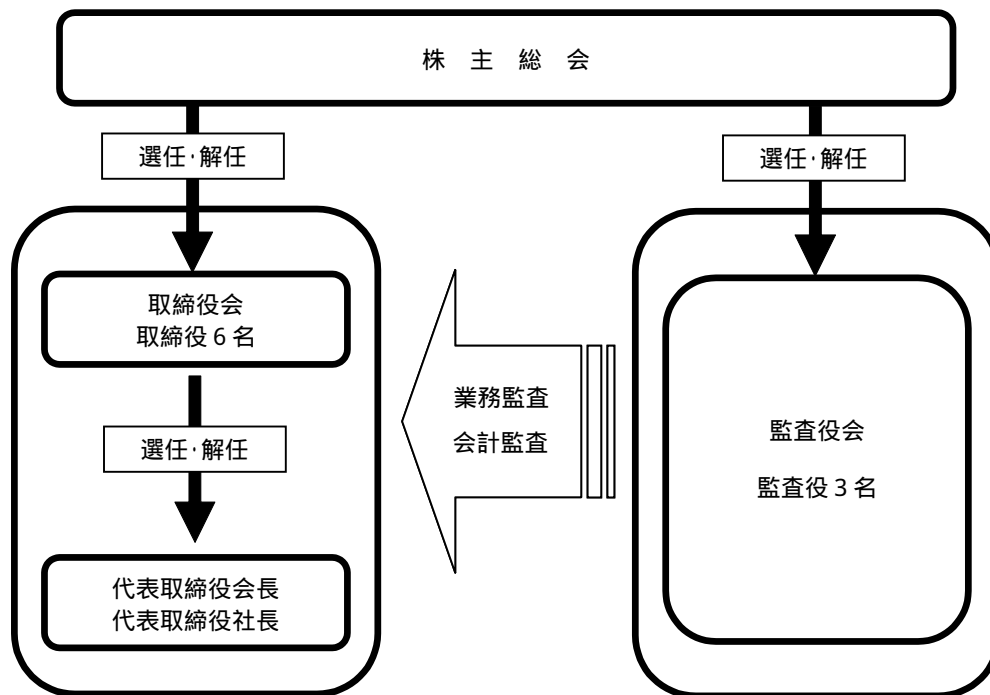 株 主 総 会
選任･解任
選任･解任
取締役会
取締役６名
選任･解任
代表取締役会長
代表取締役社長
業務監査
会計監査
監査役会
監査役３名